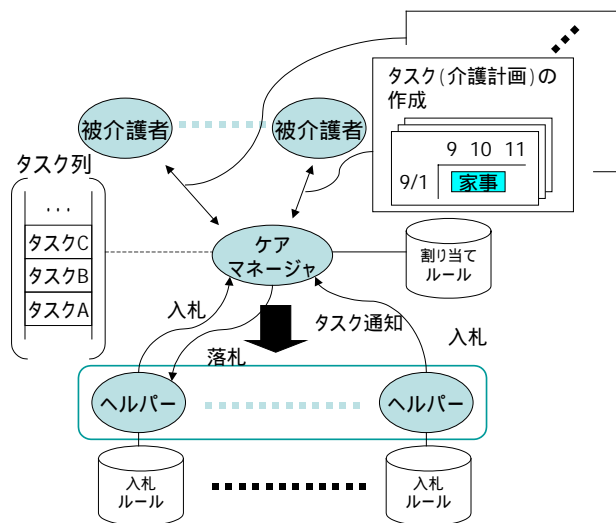 タスク(介護計画)の
作成
9 10 11
9/1 家事
被介護者
被介護者
タスク列
...
タスクC
タスクB
タスクA
ケア
マネージャ
割り当て
ルール
入札
タスク通知
入札
落札
ヘルパー
ヘルパー
入札
ルール
入札
ルール